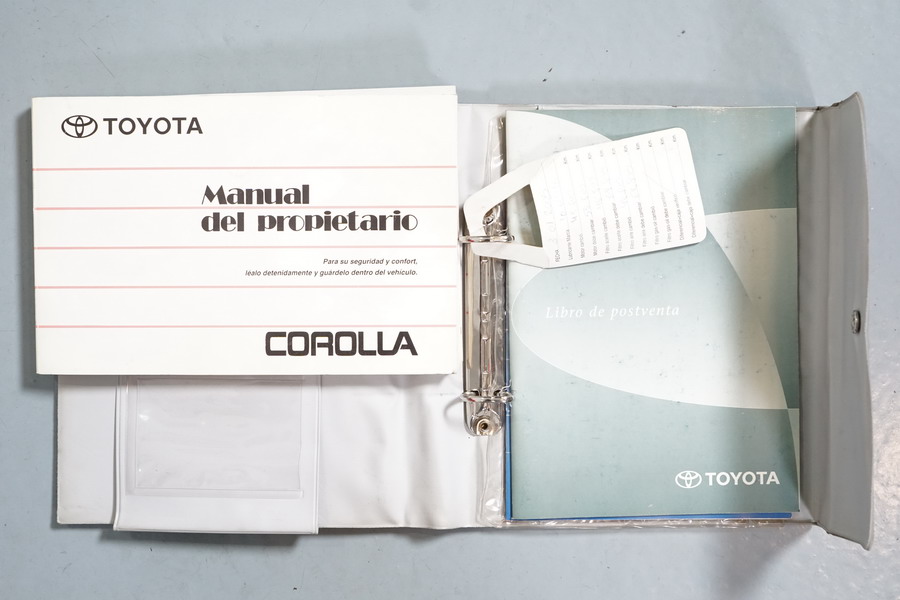 TOYOTA
Manual
del propietario
Para su seguridad y confort,
léalo detenidamente y guárdelo dentro del vehículo.
COROLLA
Libro de postventa
TOYOTA